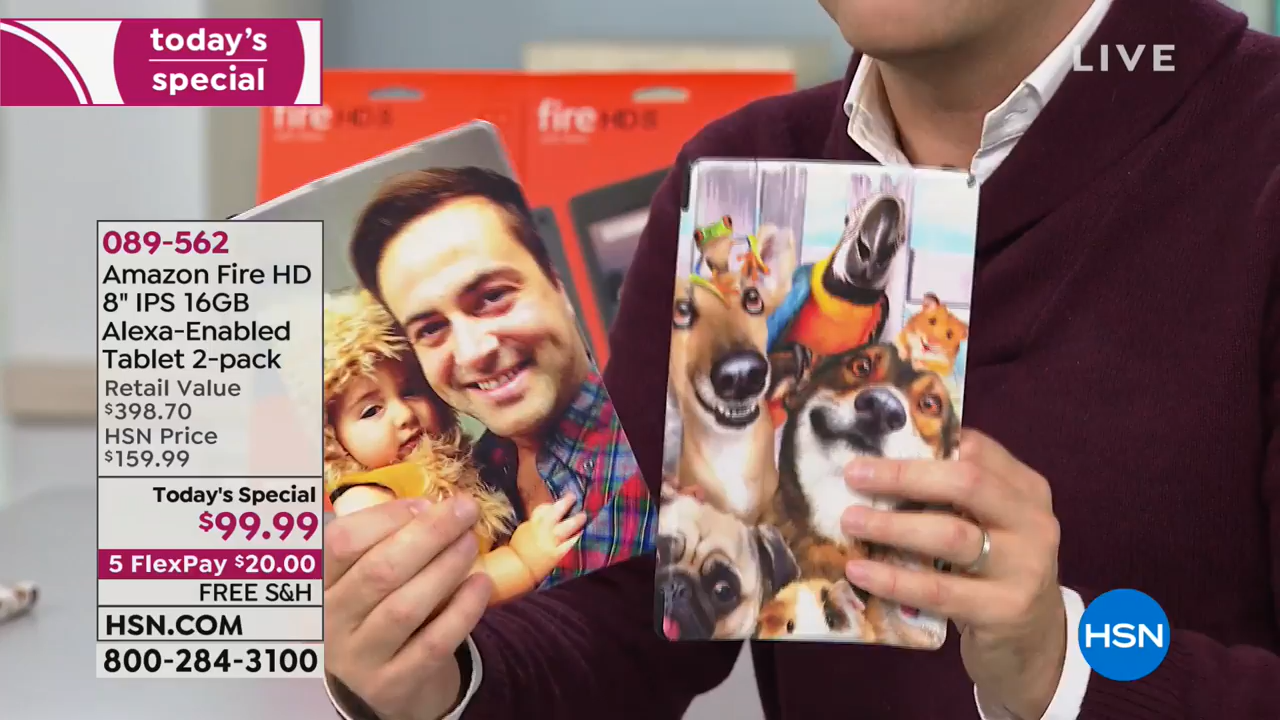 today's
special
LIVE
fire HD 8
fire HD 8
089-562
Amazon Fire HD
8" IPS 16GB
Alexa-Enabled
Tablet 2-pack
Retail Value
$398.70
HSN Price
$159.99
Today's Special
$99.99
5 FlexPay $20.00
FREE S&H
HSN.COM
800-284-3100
HSN